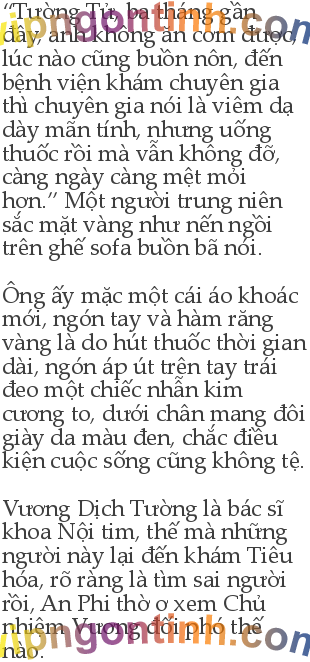 “Tường Tử, ba tháng gần
đây, anh không ăn cơm được,
lúc nào cũng buồn nôn, đến
bệnh viện khám chuyên gia
thì chuyên gia nói là viêm dạ
dày mãn tính, nhưng uống
thuốc rồi mà vẫn không đỡ,
càng ngày càng mệt mỏi
hơn.” Một người trung niên
sắc mặt vàng như nến ngồi
trên ghế sofa buồn bã nói.
Ông ấy mặc một cái áo khoác
mới, ngón tay và hàm răng
vàng là do hút thuốc thời gian
dài, ngón áp út trên tay trái
đeo một chiếc nhẫn kim
cương to, dưới chân mang đôi
giày da màu đen, chắc điều
kiện cuộc sống cũng không tệ.
Vương Dịch Tường là bác sĩ
khoa Nội tim, thế mà những
người này lại đến khám Tiêu
hóa, rõ ràng là tìm sai người
rồi, An Phi thờ ơ xem Chủ
nhiệm Vương đối phó thế
nào.
vipngontinh.com
vipngontinh.com